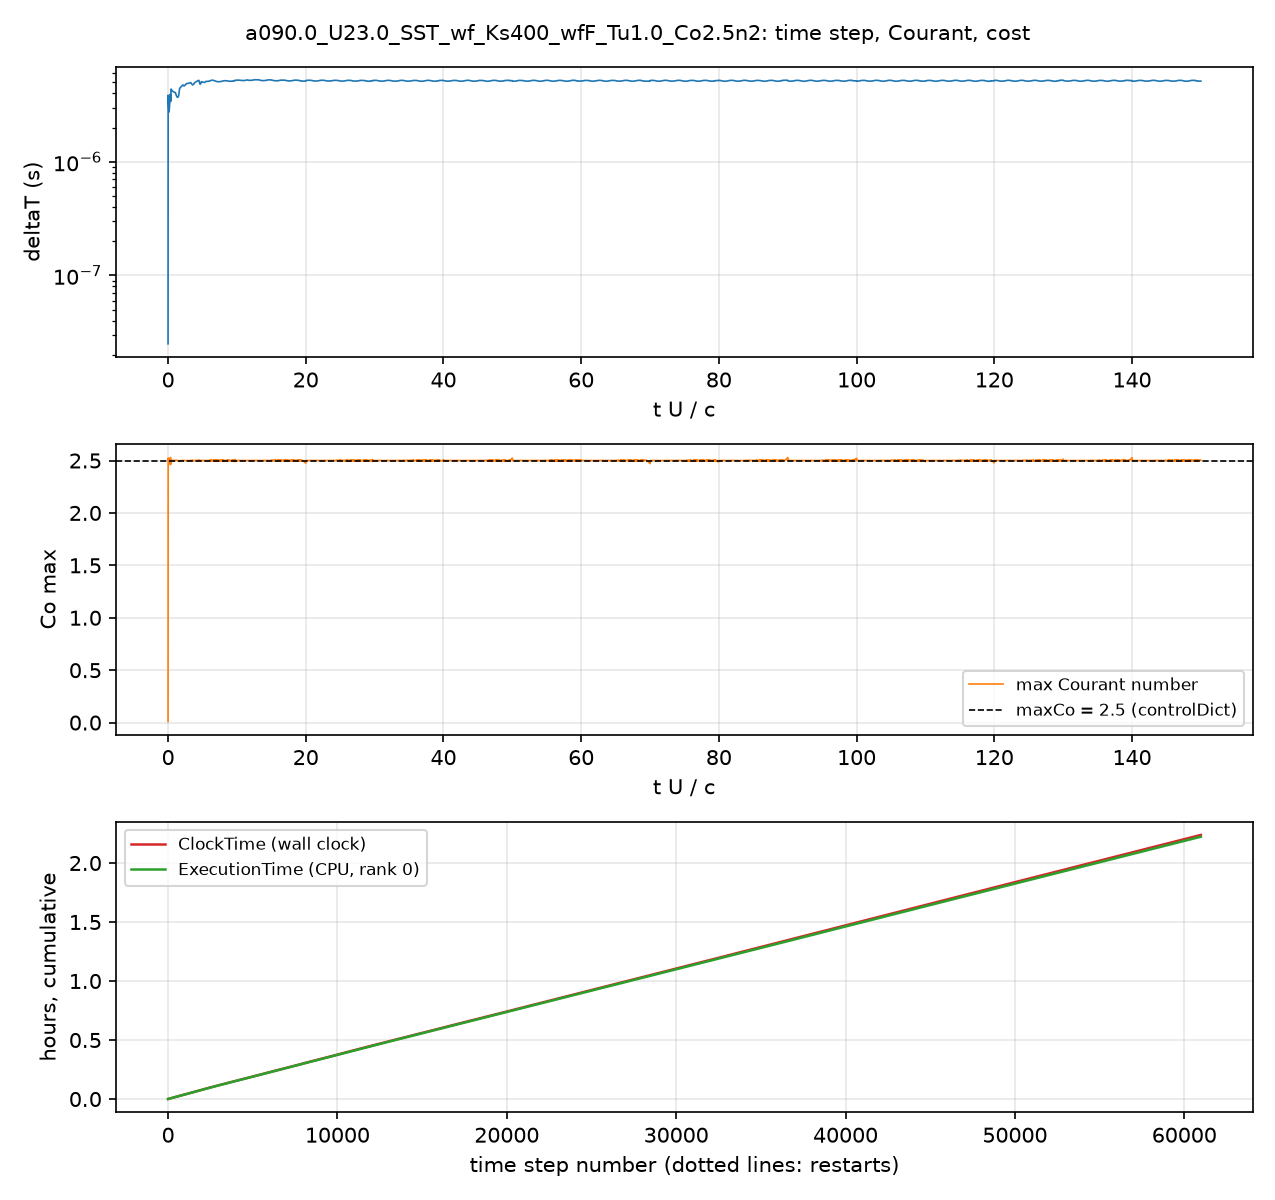 a090.0_U23.0_SST_wf_Ks400_wfF_Tu1.0_Co2.5n2: time step, Courant, cost
deltaT (s)
10⁻⁶
10⁻⁷
0 20 40 60 80 100 120 140
t U / c
Co max
2.5
2.0
1.5
1.0
0.5
0.0
max Courant number
maxCo = 2.5 (controlDict)
0 20 40 60 80 100 120 140
t U / c
hours, cumulative
ClockTime (wall clock)
ExecutionTime (CPU, rank 0)
2.0
1.5
1.0
0.5
0.0
0 10000 20000 30000 40000 50000 60000
time step number (dotted lines: restarts)